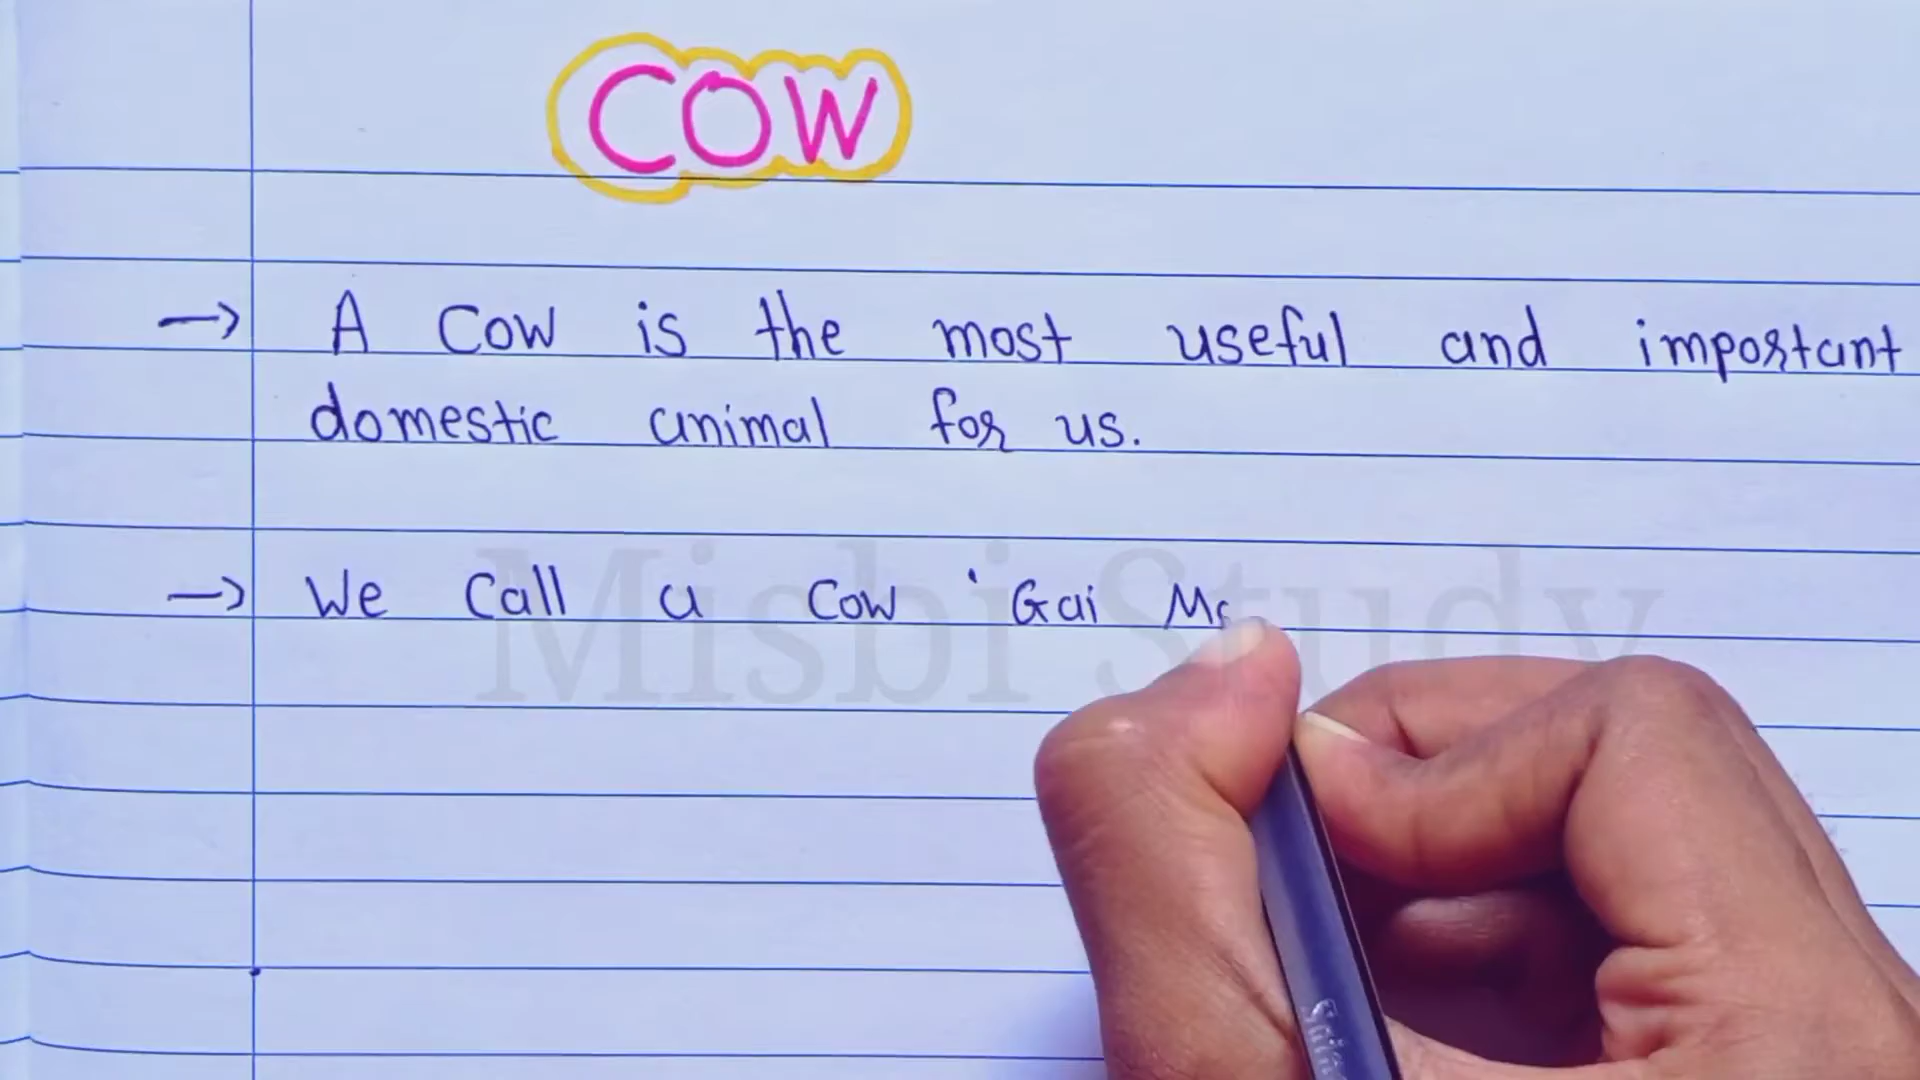 COW
→ A Cow is the most useful and important
domestic animal for us.
→ We Call a Cow 'Gai
Misbi Study